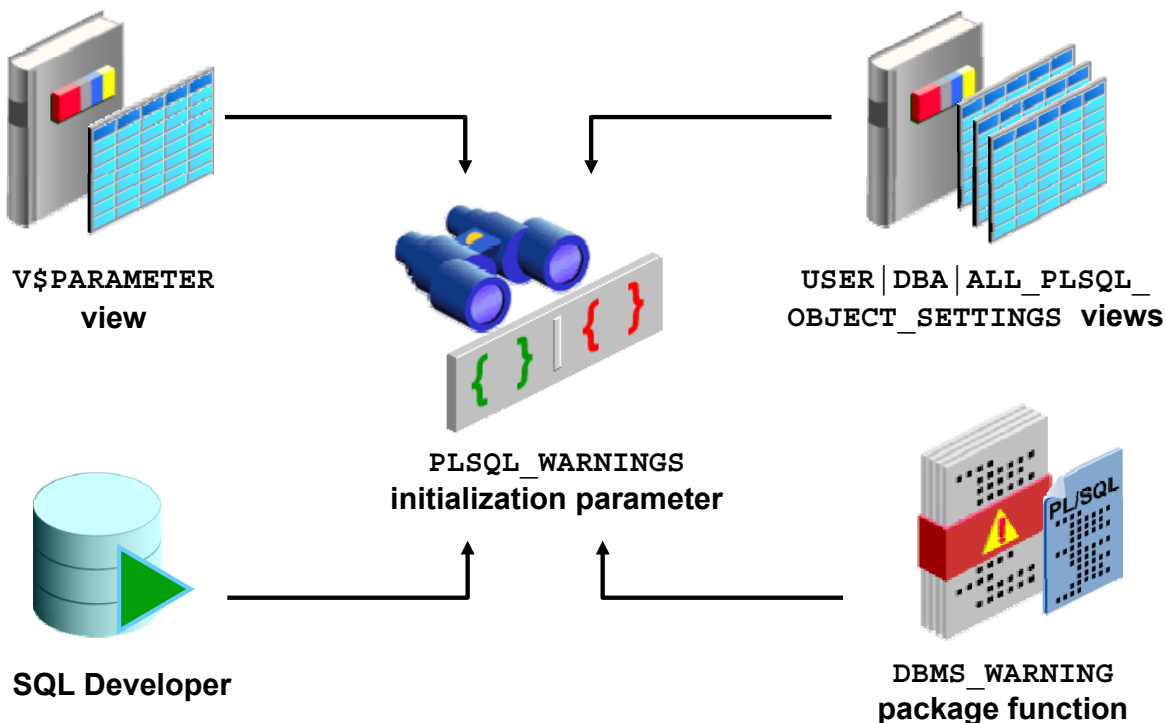 V$PARAMETER
view
USER|DBA|ALL_PLSQL_
OBJECT_SETTINGS views
{ } | { }
PLSQL_WARNINGS
initialization parameter
SQL Developer
PL/SQL
DBMS_WARNING
package function